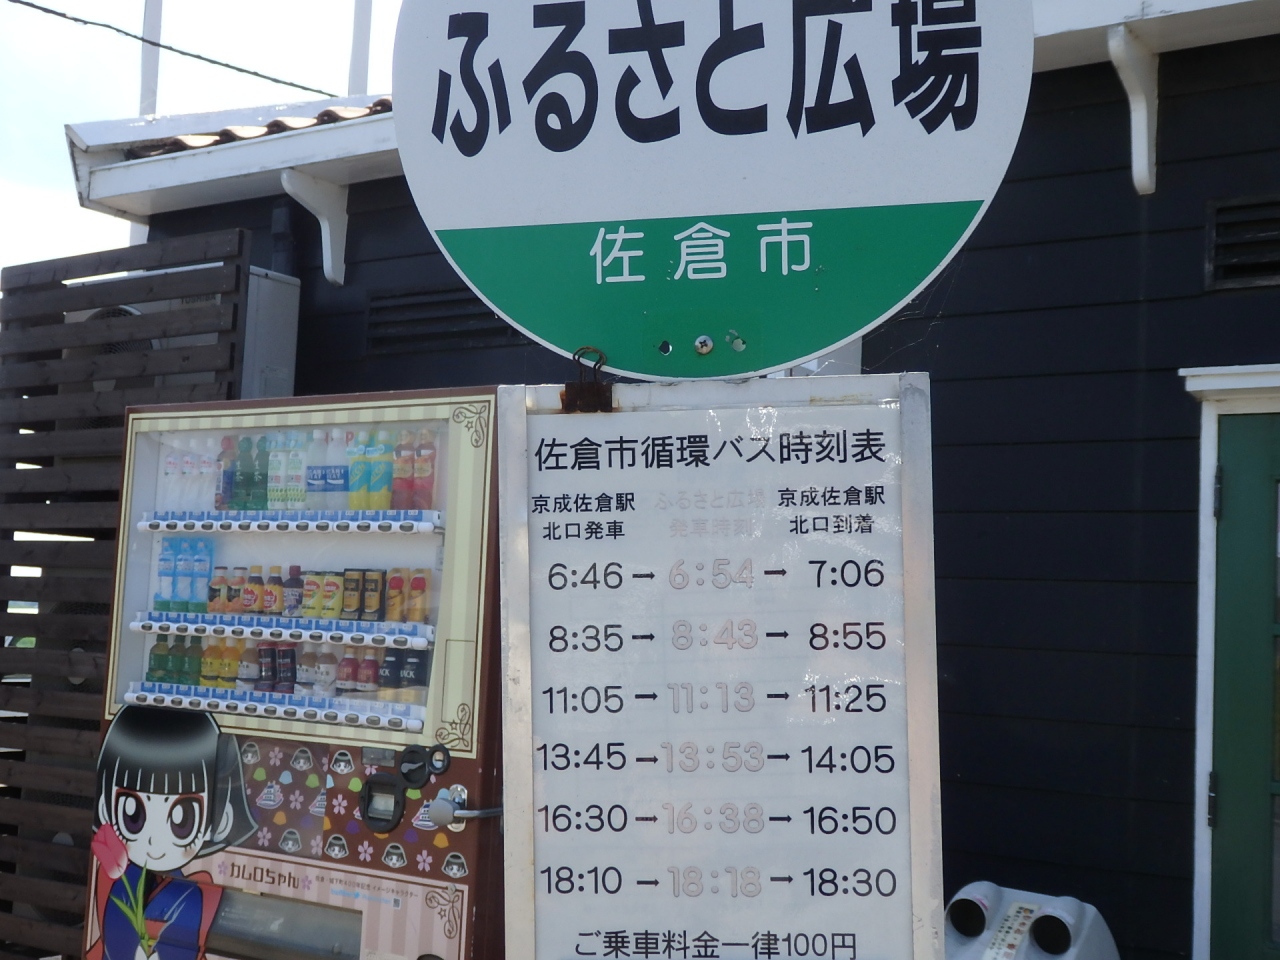 ふるさと広場
佐倉市
TOSHIBA
佐倉市循環バス時刻表
京成佐倉駅 ふるさと広場 京成佐倉駅
北口発車 発車時刻 北口到着
6:46→6:54→7:06
8:35→8:43→8:55
11:05→11:13→11:25
13:45→13:53→14:05
16:30→16:38→16:50
18:10→18:18→18:30
ご乗車料金一律100円
カムロちゃん